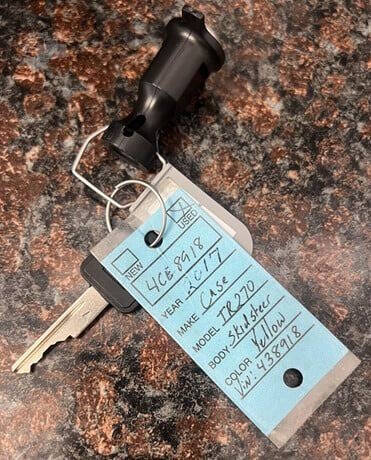 NEW USED
4CE8918
YEAR 2017
MAKE Case
MODEL TR270
BODY Skidsteer
COLOR Yellow
Vin: 438918